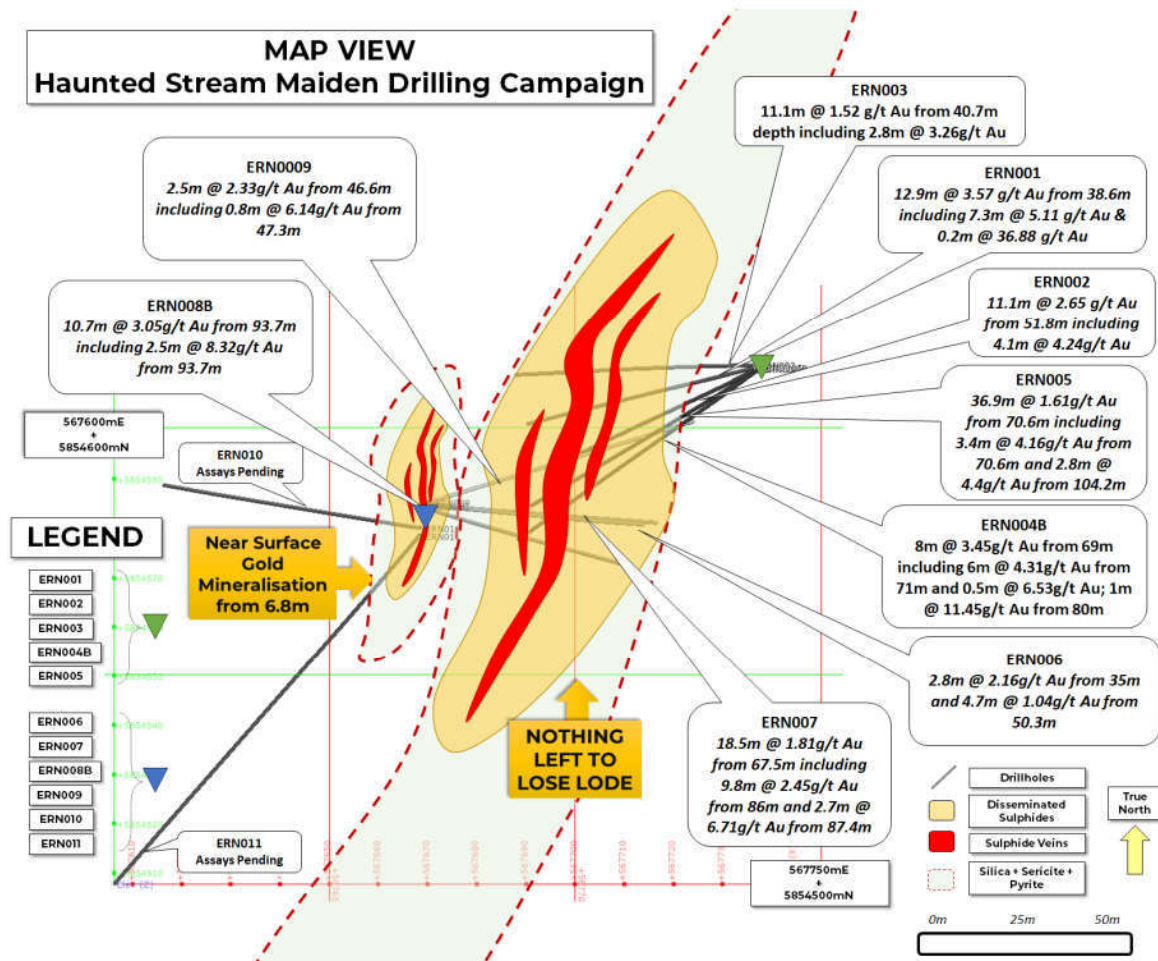 MAP VIEW
Haunted Stream Maiden Drilling Campaign
ERN003
11.1m @ 1.52 g/t Au from 40.7m
depth including 2.8m @ 3.26g/t Au
ERN0009
2.5m @ 2.33g/t Au from 46.6m
including 0.8m @ 6.14g/t Au from
47.3m
ERN001
12.9m @ 3.57 g/t Au from 38.6m
including 7.3m @ 5.11 g/t Au &
0.2m @ 36.88 g/t Au
ERN008B
10.7m @ 3.05g/t Au from 93.7m
including 2.5m @ 8.32g/t Au
from 93.7m
ERN002
11.1m @ 2.65 g/t Au
from 51.8m including
4.1m @ 4.24g/t Au
ERN005
36.9m @ 1.61g/t Au
from 70.6m including
3.4m @ 4.16g/t Au from
70.6m and 2.8m @
4.4g/t Au from 104.2m
567600mE
+
5854600mN
ERN010
Assays Pending
LEGEND
Near Surface
Gold
Mineralisation
from 6.8m
ERN004B
8m @ 3.45g/t Au from 69m
including 6m @ 4.31g/t Au from
71m and 0.5m @ 6.53g/t Au; 1m
@ 11.45g/t Au from 80m
ERN001
ERN002
ERN003
ERN004B
ERN005
ERN006
2.8m @ 2.16g/t Au from 35m
and 4.7m @ 1.04g/t Au from
50.3m
ERN007
18.5m @ 1.81g/t Au
from 67.5m including
9.8m @ 2.45g/t Au
from 86m and 2.7m @
6.71g/t Au from 87.4m
NOTHING
LEFT TO
LOSE LODE
ERN006
ERN007
ERN008B
ERN009
ERN010
ERN011
ERN011
Assays Pending
Drillholes
Disseminated
Sulphides
Sulphide Veins
Silica + Sericite +
Pyrite
True
North
567750mE
+
5854500mN
+567660
+567670
+567680
+567690
+567710
+567720
0m 25m 50m